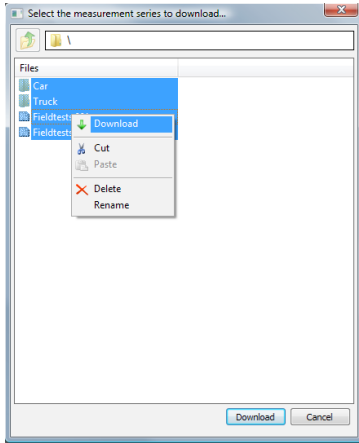 Select the measurement series to download...
\
Files
Car
Truck
Fieldtests
Fieldtests
Download
Cut
Paste
Delete
Rename
Download
Cancel